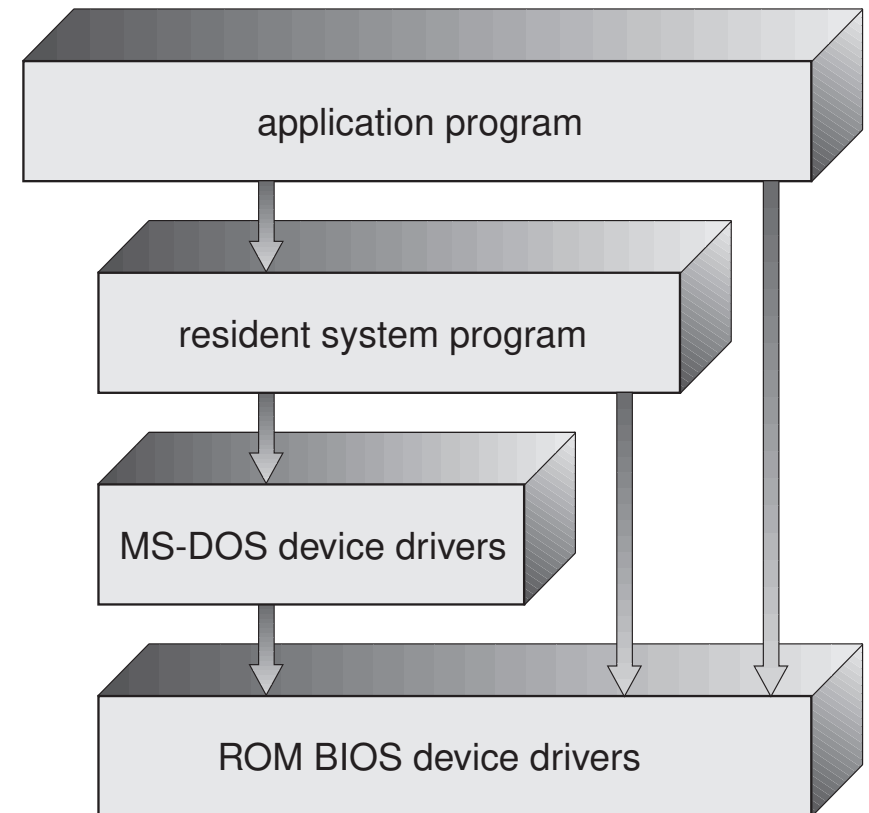 application program
resident system program
MS-DOS device drivers
ROM BIOS device drivers